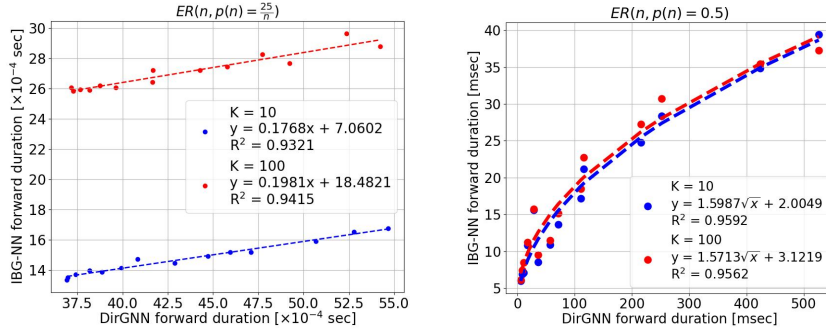 ER(n, p(n) = 25/n)
IBG-NN forward duration [×10⁻⁴ sec]
30
28
26
24
22
20
18
16
14
K = 10
y = 0.1768x + 7.0602
R² = 0.9321
K = 100
y = 0.1981x + 18.4821
R² = 0.9415
37.5 40.0 42.5 45.0 47.5 50.0 52.5 55.0
DirGNN forward duration [×10⁻⁴ sec]
ER(n, p(n) = 0.5)
IBG-NN forward duration [msec]
40
35
30
25
20
15
10
5
K = 10
y = 1.5987√x + 2.0049
R² = 0.9592
K = 100
y = 1.5713√x + 3.1219
R² = 0.9562
0 100 200 300 400 500
DirGNN forward duration [msec]